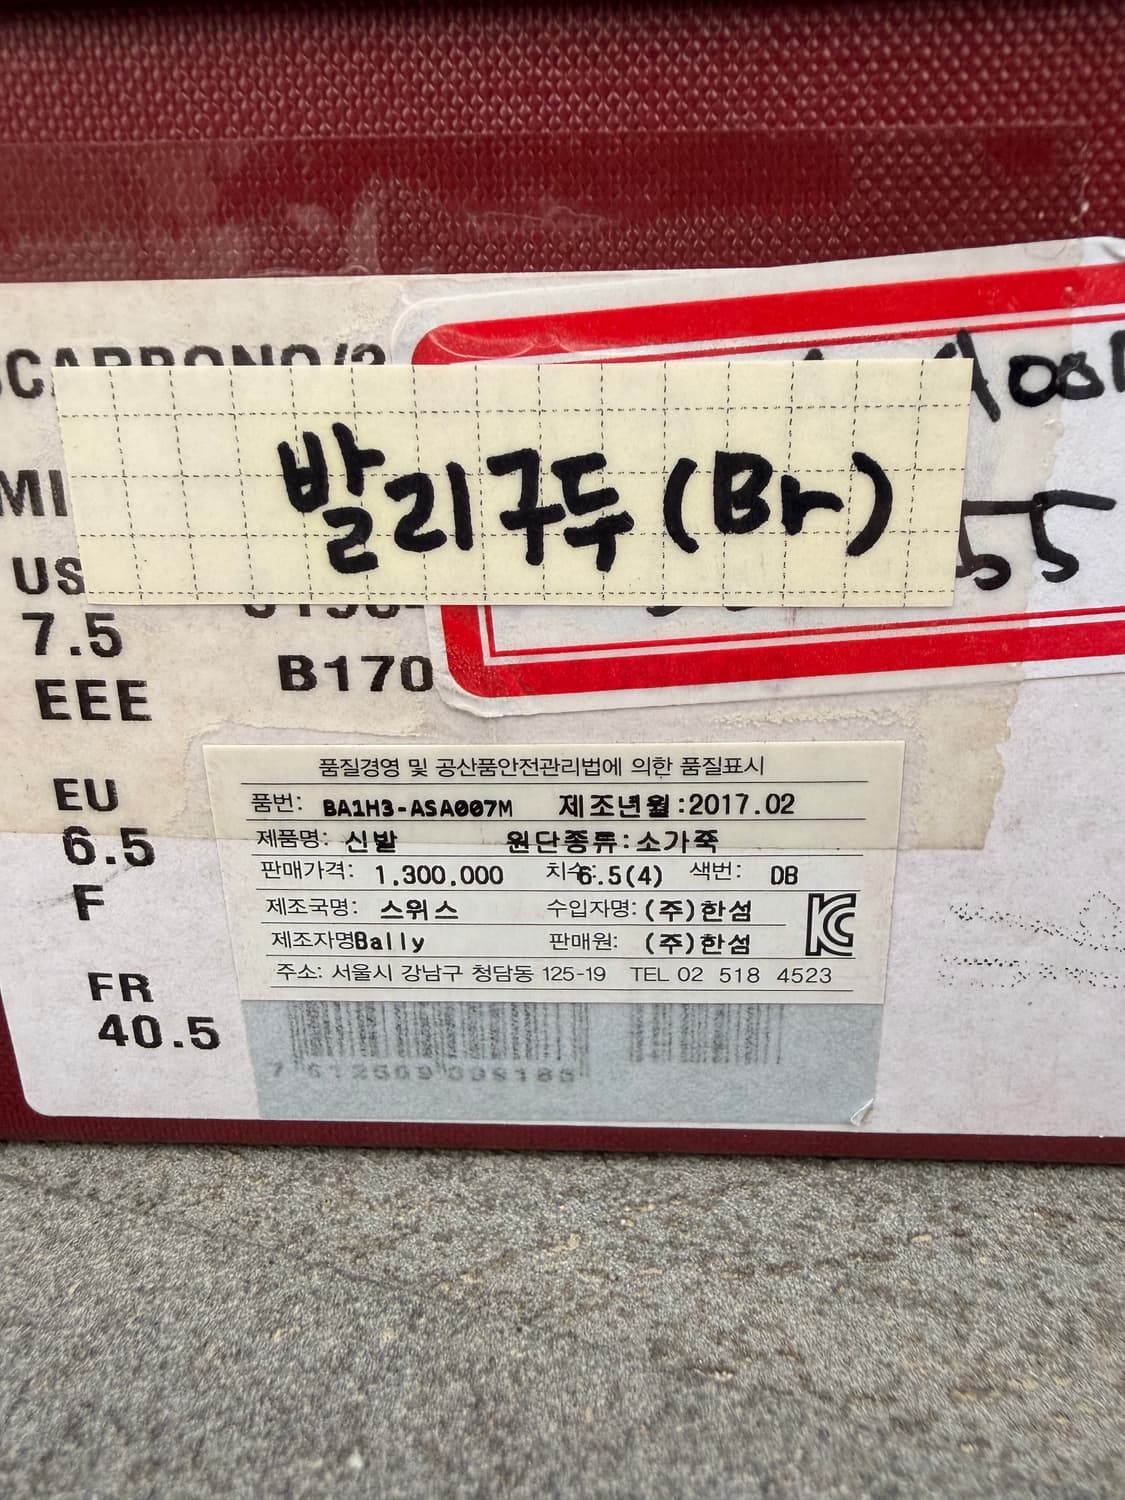 발리구두(Br)
55
MI
US
7.5
EEE
B170
EU
6.5
F
FR
40.5
품질경영 및 공산품안전관리법에 의한 품질표시
품번: BA1H3-ASA007M 제조년월:2017.02
제품명: 신발 원단종류:소가죽
판매가격: 1,300,000 치수:6.5(4) 색번: DB
제조국명: 스위스 수입자명: (주)한섬
제조자명Bally 판매원: (주)한섬
주소: 서울시 강남구 청담동 125-19 TEL 02 518 4523